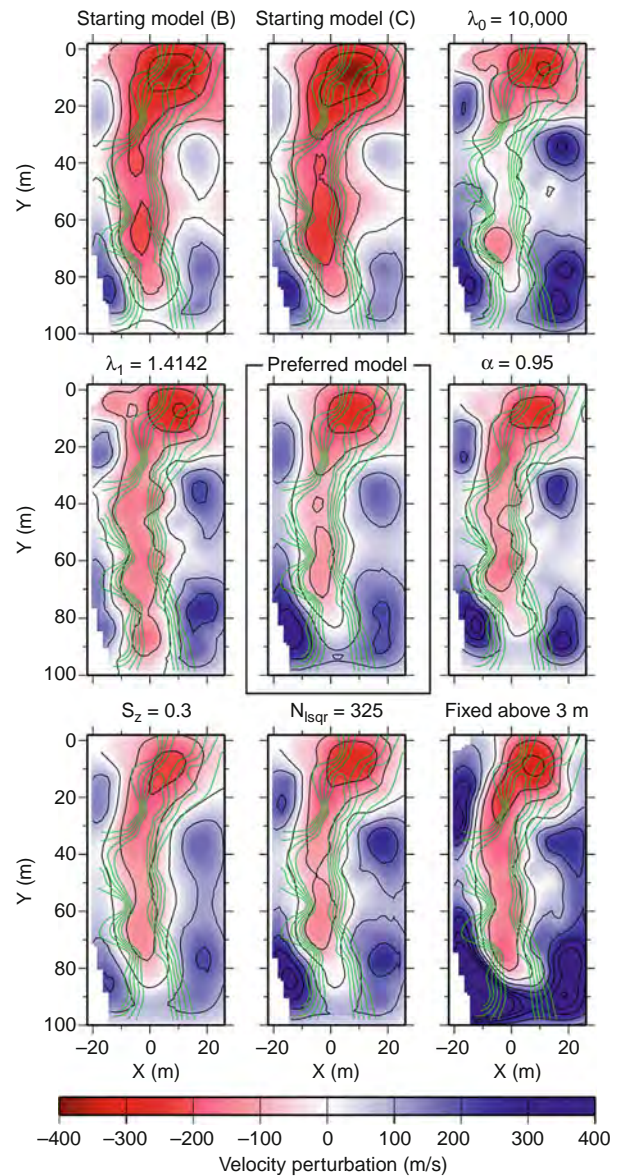 Starting model (B) Starting model (C) λ₀ = 10,000
0
20
40
60
80
100
Y (m)
λ₁ = 1.4142 Preferred model α = 0.95
0
20
40
60
80
100
Y (m)
S_z = 0.3 N_lsqr = 325 Fixed above 3 m
0
20
40
60
80
100
Y (m)
–20 0 20 –20 0 20 –20 0 20
X (m) X (m) X (m)
–400 –300 –200 –100 0 100 200 300 400
Velocity perturbation (m/s)